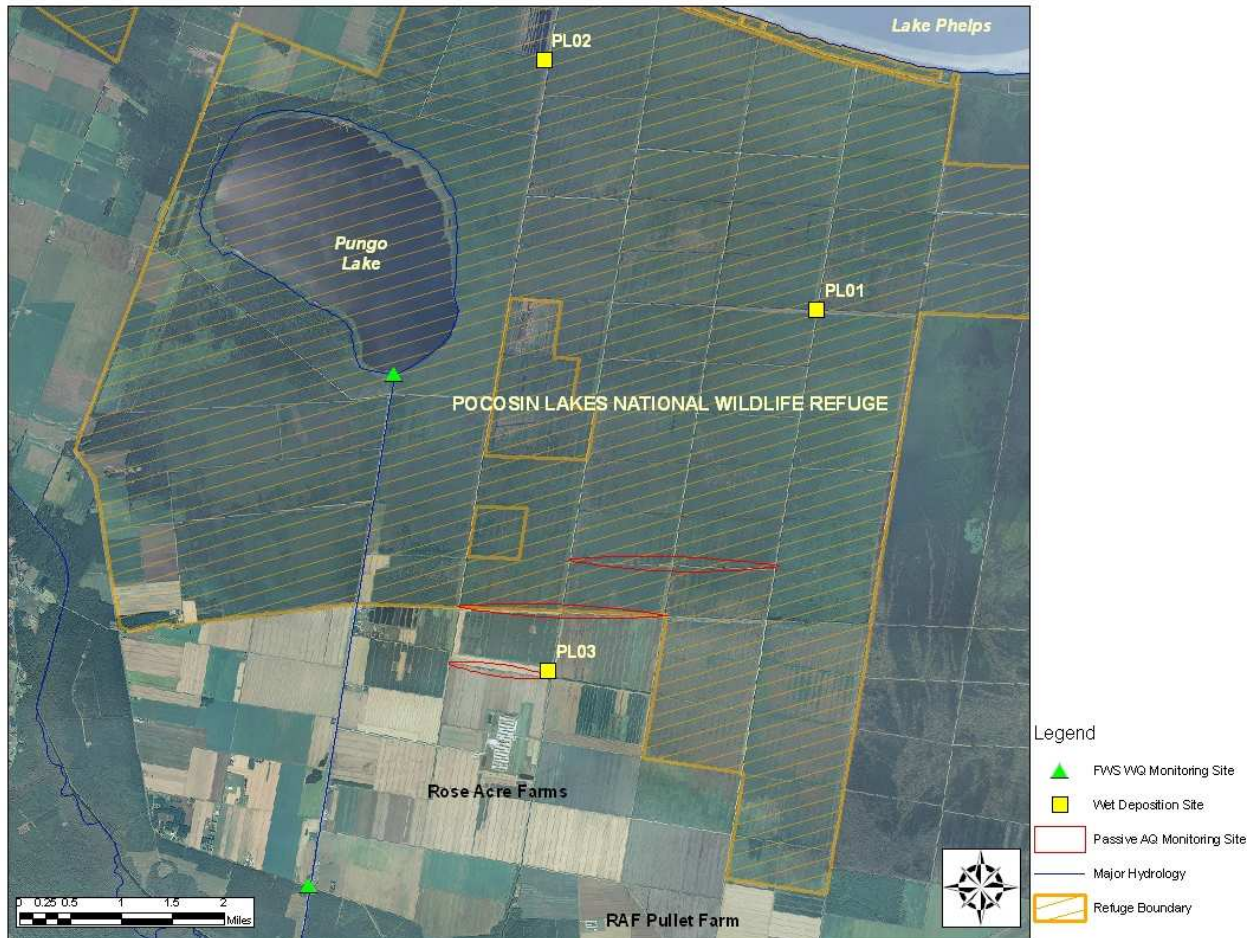 Lake Phelps
PL02
Pungo
Lake
PL01
POCOSIN LAKES NATIONAL WILDLIFE REFUGE
PL03
Rose Acre Farms
RAF Pullet Farm
0 0.25 0.5 1 1.5 2
Miles
Legend
FWS WQ Monitoring Site
Wet Deposition Site
Passive AQ Monitoring Site
Major Hydrology
Refuge Boundary